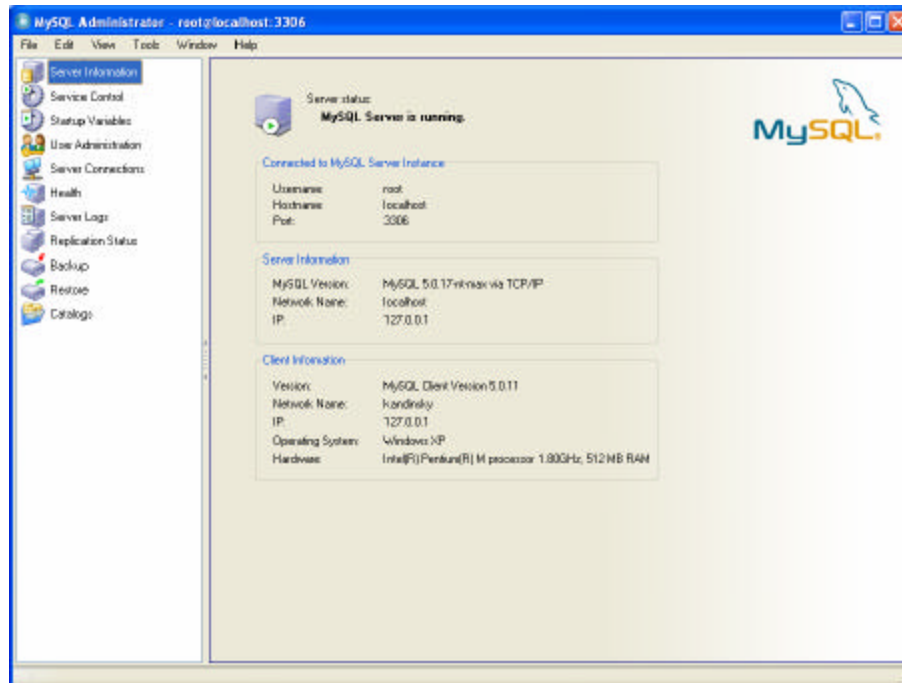 MySQL Administrator - root@localhost:3306
File Edit View Tools Window Help
Server Information
Service Control
Startup Variables
User Administration
Server Connections
Health
Server Logs
Replication Status
Backup
Restore
Catalogs
Server status:
MySQL Server is running.
MySQL.
Connected to MySQL Server Instance
Username: root
Hostname: localhost
Port: 3306
Server Information
MySQL Version: MySQL 5.0.17-nt-max via TCP/IP
Network Name: localhost
IP: 127.0.0.1
Client Information
Version: MySQL Client Version 5.0.11
Network Name: kandinsky
IP: 127.0.0.1
Operating System: Windows XP
Hardware: Intel(R) Pentium(R) M processor 1.80GHz, 512 MB RAM